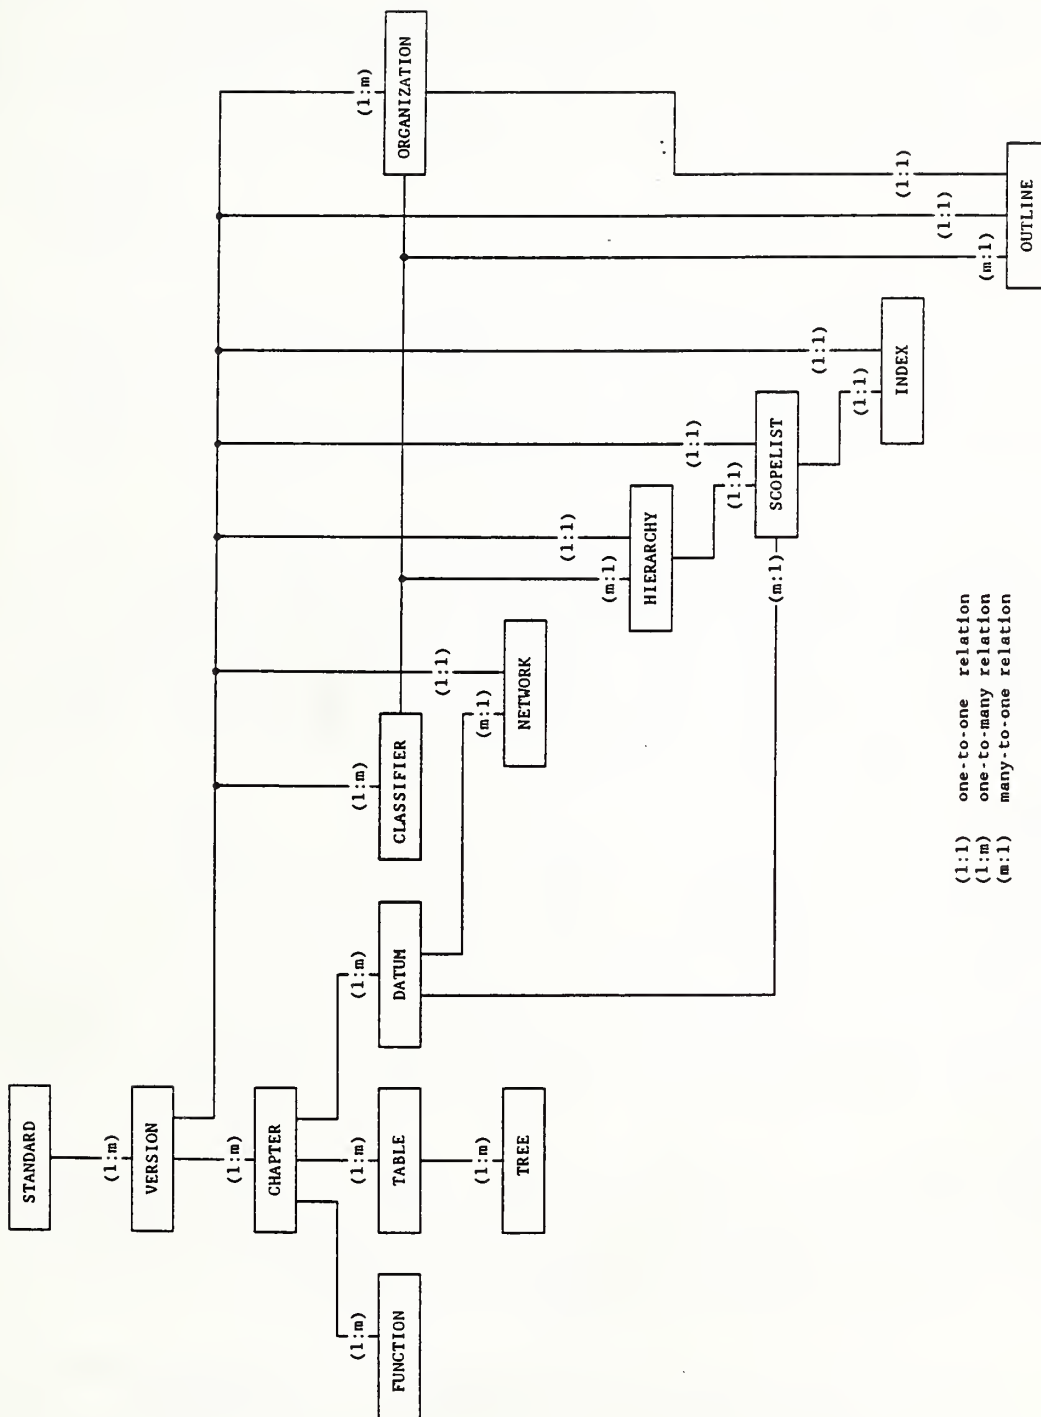 STANDARD
(1:m)
VERSION
(1:m)
CHAPTER
(1:m) (1:m) (1:m) (1:m) (1:m)
FUNCTION TABLE DATUM CLASSIFIER ORGANIZATION
(1:1)
(1:m) (m:1)
TREE NETWORK
(1:1)
(m:1)
HIERARCHY
(1:1)
(1:1)
(m:1) SCOPELIST
(1:1)
(1:1)
INDEX (1:1)
(1:1)
(m:1)
OUTLINE
(1:1) one-to-one relation
(1:m) one-to-many relation
(m:1) many-to-one relation